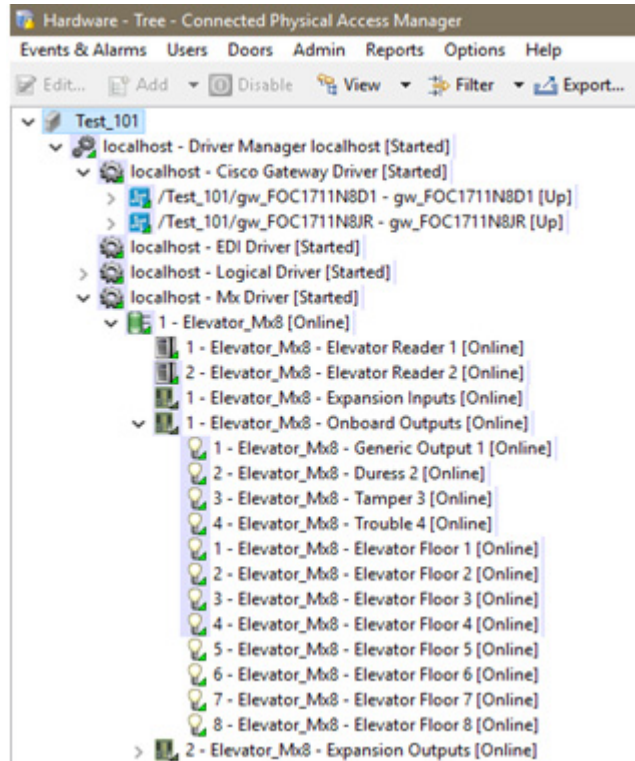 Hardware - Tree - Connected Physical Access Manager
Events & Alarms Users Doors Admin Reports Options Help
Edit... Add Disable View Filter Export...
Test_101
localhost - Driver Manager localhost [Started]
localhost - Cisco Gateway Driver [Started]
/Test_101/gw_FOC1711N8D1 - gw_FOC1711N8D1 [Up]
/Test_101/gw_FOC1711N8JR - gw_FOC1711N8JR [Up]
localhost - EDI Driver [Started]
localhost - Logical Driver [Started]
localhost - Mx Driver [Started]
1 - Elevator_Mx8 [Online]
1 - Elevator_Mx8 - Elevator Reader 1 [Online]
2 - Elevator_Mx8 - Elevator Reader 2 [Online]
1 - Elevator_Mx8 - Expansion Inputs [Online]
1 - Elevator_Mx8 - Onboard Outputs [Online]
1 - Elevator_Mx8 - Generic Output 1 [Online]
2 - Elevator_Mx8 - Duress 2 [Online]
3 - Elevator_Mx8 - Tamper 3 [Online]
4 - Elevator_Mx8 - Trouble 4 [Online]
1 - Elevator_Mx8 - Elevator Floor 1 [Online]
2 - Elevator_Mx8 - Elevator Floor 2 [Online]
3 - Elevator_Mx8 - Elevator Floor 3 [Online]
4 - Elevator_Mx8 - Elevator Floor 4 [Online]
5 - Elevator_Mx8 - Elevator Floor 5 [Online]
6 - Elevator_Mx8 - Elevator Floor 6 [Online]
7 - Elevator_Mx8 - Elevator Floor 7 [Online]
8 - Elevator_Mx8 - Elevator Floor 8 [Online]
2 - Elevator_Mx8 - Expansion Outputs [Online]